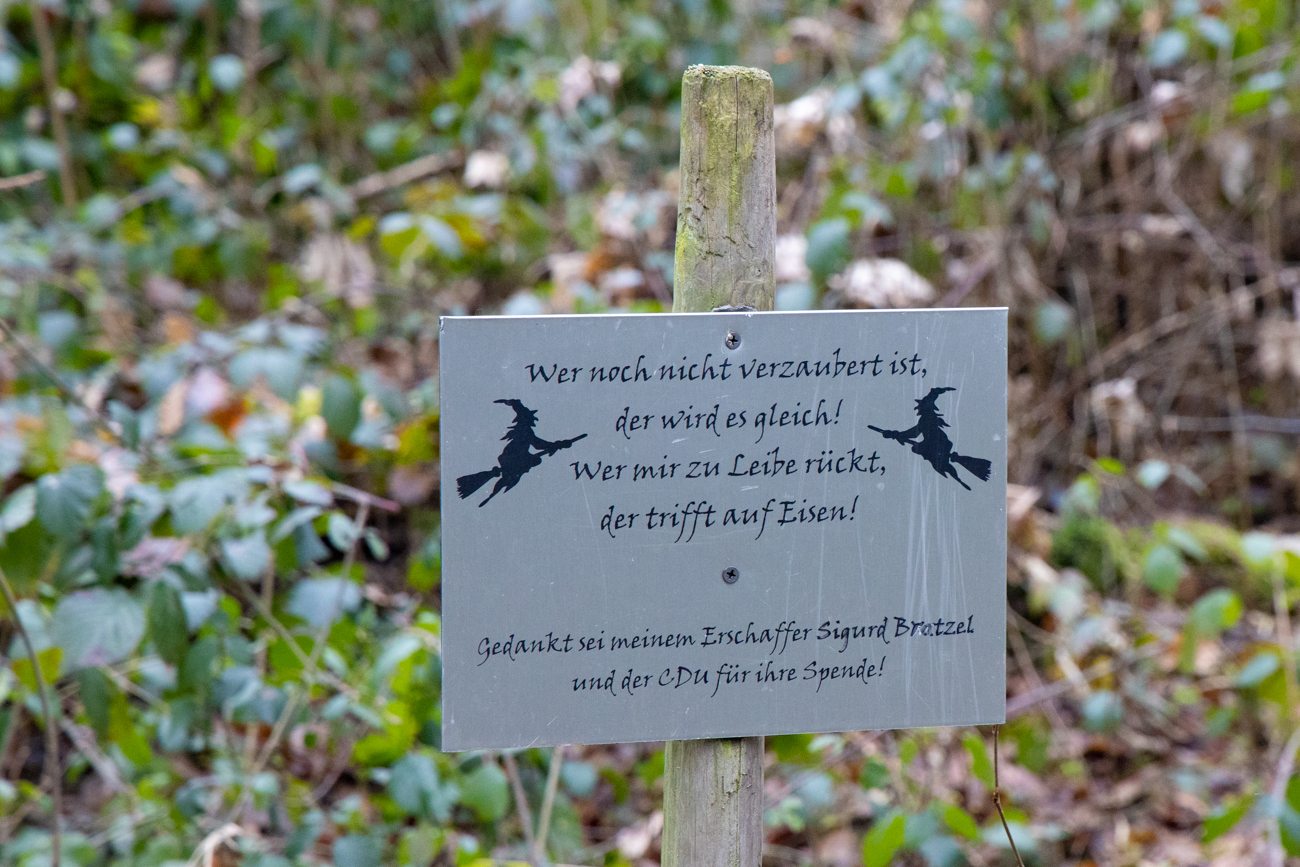 Wer noch nicht verzaubert ist,
der wird es gleich!
Wer mir zu Leibe rückt,
der trifft auf Eisen!
Gedankt sei meinem Erschaffer Sigurd Brotzel
und der CDU für ihre Spende!